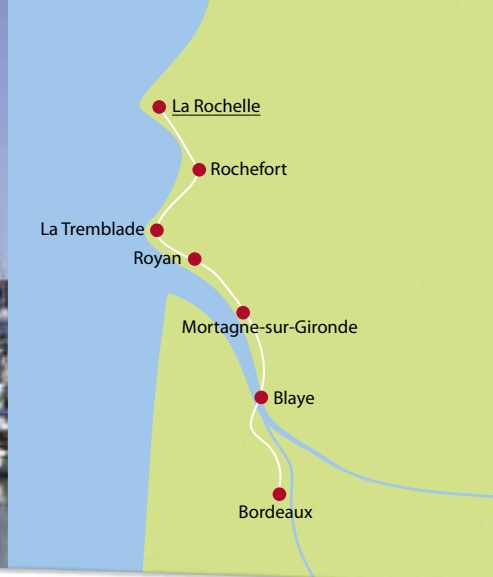 La Rochelle
Rochefort
La Tremblade
Royan
Mortagne-sur-Gironde
Blaye
Bordeaux